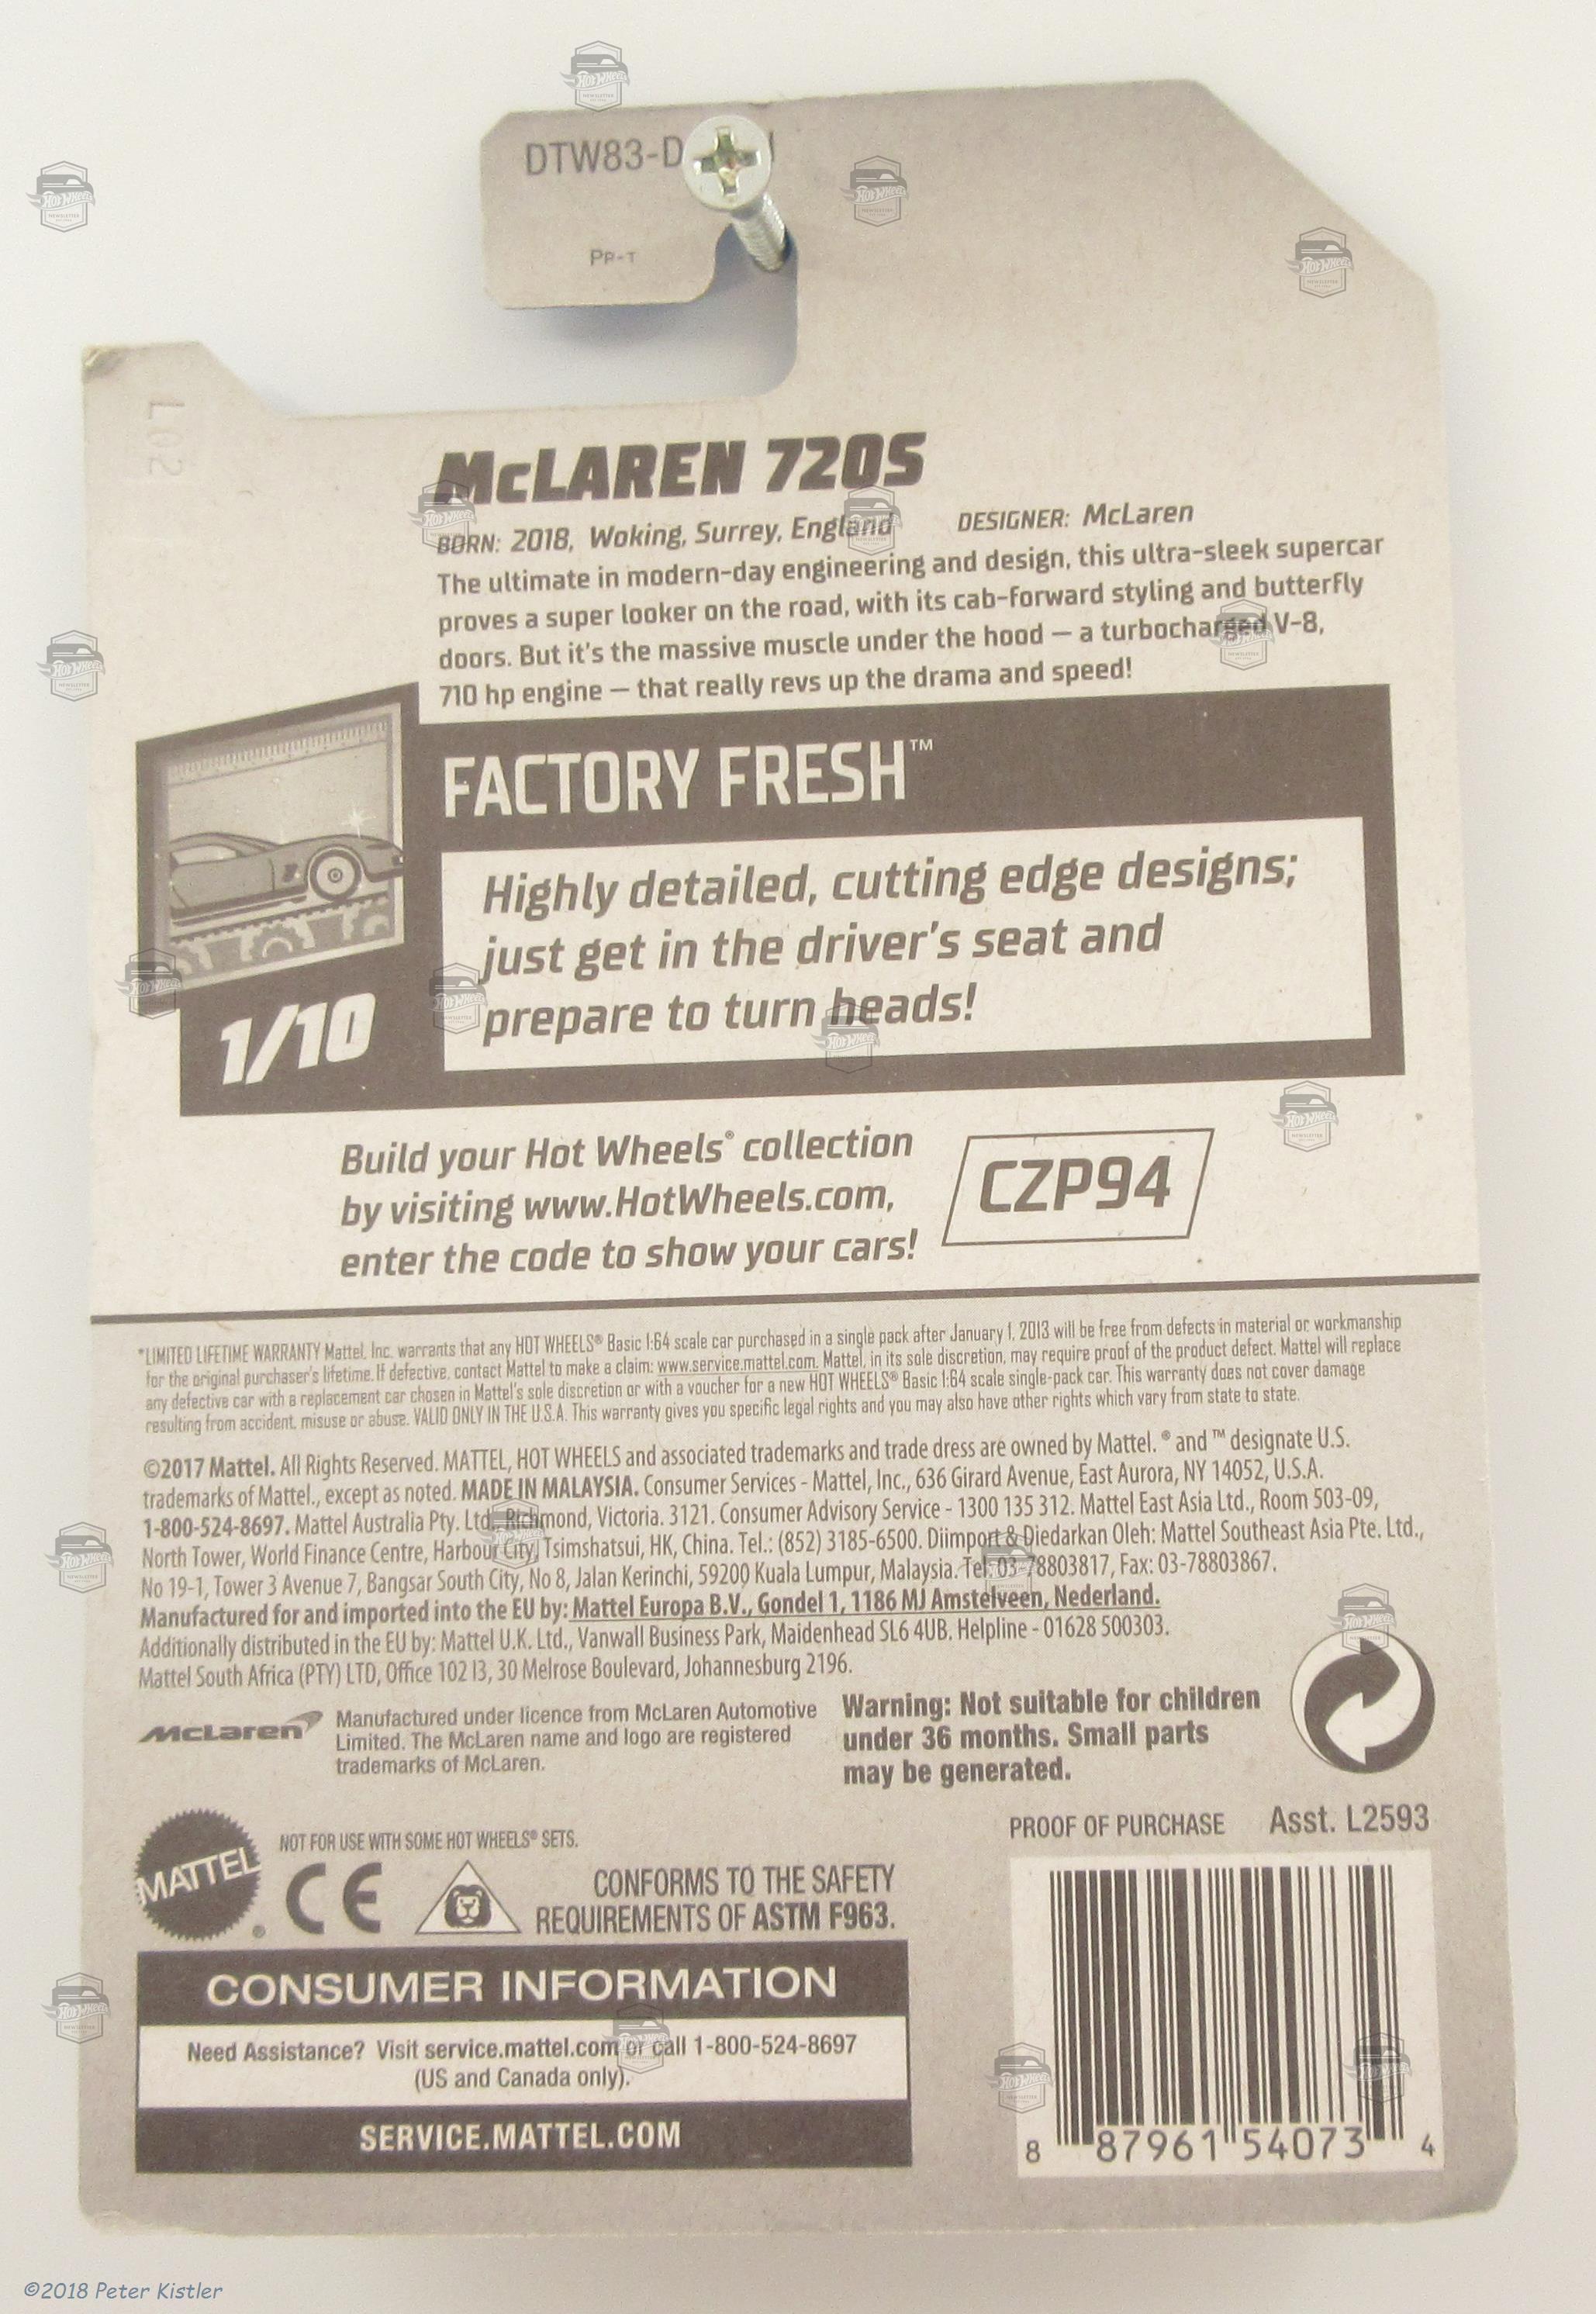 DTW83-D
PR-T
L02
McLAREN 720S
BORN: 2018, Woking, Surrey, England DESIGNER: McLaren
The ultimate in modern-day engineering and design, this ultra-sleek supercar
proves a super looker on the road, with its cab-forward styling and butterfly
doors. But it's the massive muscle under the hood – a turbocharged V-8,
710 hp engine – that really revs up the drama and speed!
FACTORY FRESH™
Highly detailed, cutting edge designs;
just get in the driver's seat and
prepare to turn heads!
1/10
Build your Hot Wheels® collection
by visiting www.HotWheels.com,
enter the code to show your cars!
CZP94
*LIMITED LIFETIME WARRANTY Mattel, Inc. warrants that any HOT WHEELS® Basic 1:64 scale car purchased in a single pack after January 1, 2013 will be free from defects in material or workmanship
for the original purchaser's lifetime. If defective, contact Mattel to make a claim: www.service.mattel.com. Mattel, in its sole discretion, may require proof of the product defect. Mattel will replace
any defective car with a replacement car chosen in Mattel's sole discretion or with a voucher for a new HOT WHEELS® Basic 1:64 scale single-pack car. This warranty does not cover damage
resulting from accident, misuse or abuse. VALID ONLY IN THE U.S.A. This warranty gives you specific legal rights and you may also have other rights which vary from state to state.
©2017 Mattel. All Rights Reserved. MATTEL, HOT WHEELS and associated trademarks and trade dress are owned by Mattel. ® and ™ designate U.S.
trademarks of Mattel., except as noted. MADE IN MALAYSIA. Consumer Services - Mattel, Inc., 636 Girard Avenue, East Aurora, NY 14052, U.S.A.
1-800-524-8697. Mattel Australia Pty. Ltd., Richmond, Victoria. 3121. Consumer Advisory Service - 1300 135 312. Mattel East Asia Ltd., Room 503-09,
North Tower, World Finance Centre, Harbour City, Tsimshatsui, HK, China. Tel.: (852) 3185-6500. Diimport & Diedarkan Oleh: Mattel Southeast Asia Pte. Ltd.,
No 19-1, Tower 3 Avenue 7, Bangsar South City, No 8, Jalan Kerinchi, 59200 Kuala Lumpur, Malaysia. Tel: 03-78803817, Fax: 03-78803867.
Manufactured for and imported into the EU by: Mattel Europa B.V., Gondel 1, 1186 MJ Amstelveen, Nederland.
Additionally distributed in the EU by: Mattel U.K. Ltd., Vanwall Business Park, Maidenhead SL6 4UB. Helpline - 01628 500303.
Mattel South Africa (PTY) LTD, Office 102 I3, 30 Melrose Boulevard, Johannesburg 2196.
McLaren
Manufactured under licence from McLaren Automotive
Limited. The McLaren name and logo are registered
trademarks of McLaren.
Warning: Not suitable for children
under 36 months. Small parts
may be generated.
PROOF OF PURCHASE Asst. L2593
MATTEL®
NOT FOR USE WITH SOME HOT WHEELS® SETS.
CE
CONFORMS TO THE SAFETY
REQUIREMENTS OF ASTM F963.
CONSUMER INFORMATION
Need Assistance? Visit service.mattel.com or call 1-800-524-8697
(US and Canada only).
SERVICE.MATTEL.COM
8 87961 54073 4
©2018 Peter Kistler